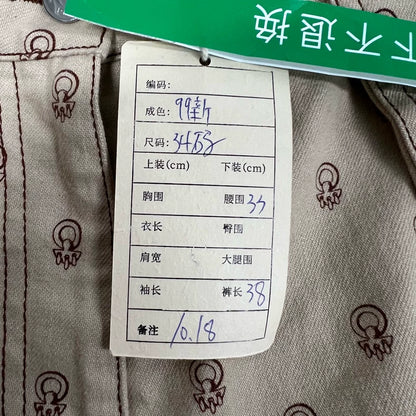 下不退换
编码:
成色: 99新
尺码: 34码
上装(cm) 下装(cm)
胸围 腰围 33
衣长 臀围
肩宽 大腿围
袖长 裤长 38
备注 10.18